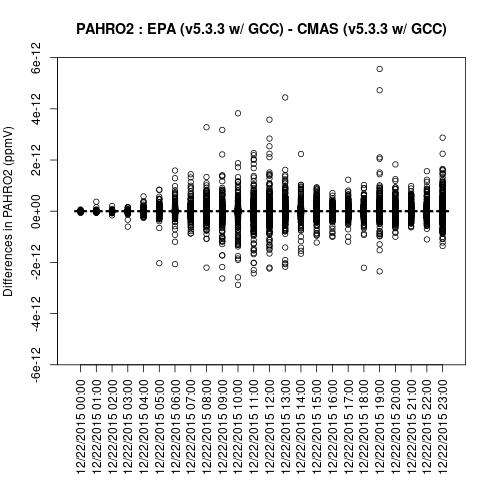 PAHRO2 : EPA (v5.3.3 w/ GCC) - CMAS (v5.3.3 w/ GCC)
Differences in PAHRO2 (ppmV)
6e-12
4e-12
2e-12
0e+00
-2e-12
-4e-12
-6e-12
12/22/2015 00:00
12/22/2015 01:00
12/22/2015 02:00
12/22/2015 03:00
12/22/2015 04:00
12/22/2015 05:00
12/22/2015 06:00
12/22/2015 07:00
12/22/2015 08:00
12/22/2015 09:00
12/22/2015 10:00
12/22/2015 11:00
12/22/2015 12:00
12/22/2015 13:00
12/22/2015 14:00
12/22/2015 15:00
12/22/2015 16:00
12/22/2015 17:00
12/22/2015 18:00
12/22/2015 19:00
12/22/2015 20:00
12/22/2015 21:00
12/22/2015 22:00
12/22/2015 23:00